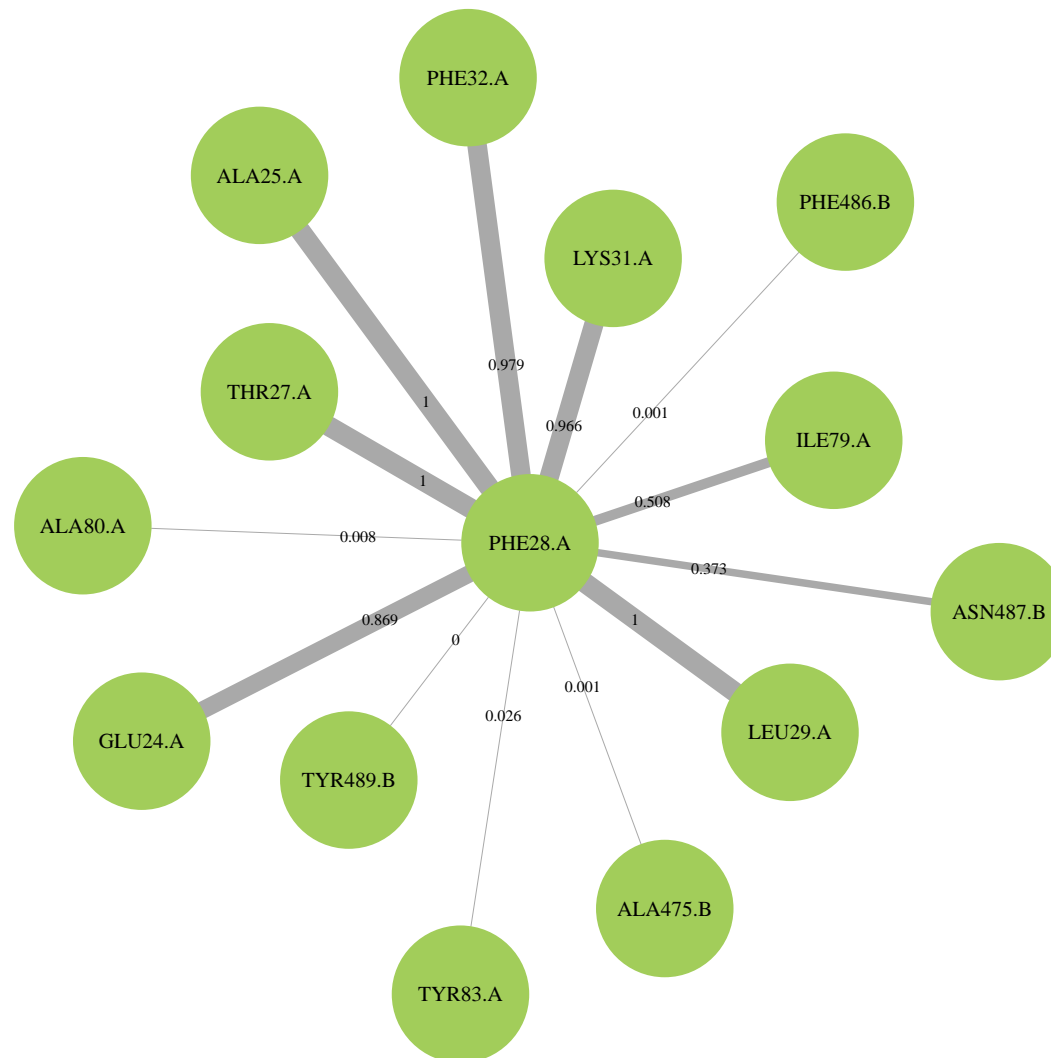 PHE32.A
ALA25.A
PHE486.B
LYS31.A
0.979
THR27.A
1
0.001
0.966
ILE79.A
1
0.508
ALA80.A
0.008
PHE28.A
0.373
ASN487.B
0.869
0
1
0.001
0.026
GLU24.A
LEU29.A
TYR489.B
ALA475.B
TYR83.A